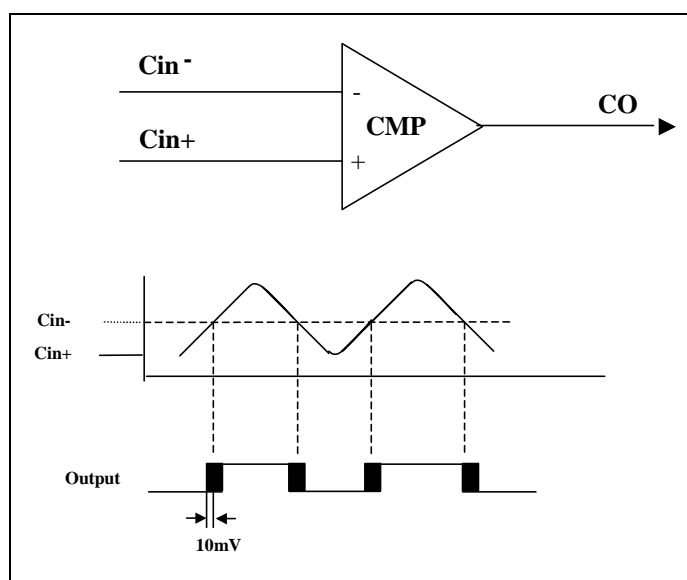 Cin -
CO
-
CMP
Cin+
+
Cin-
Cin+
Output
10mV